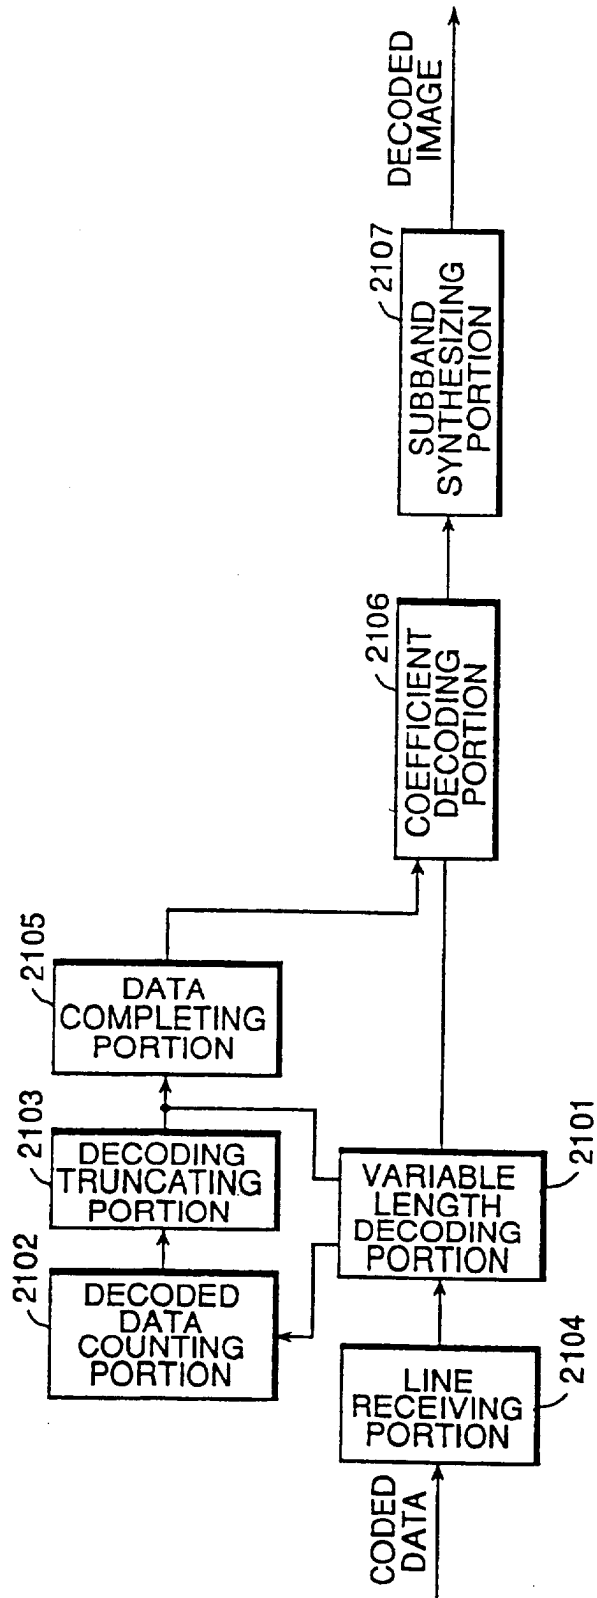 CODED
DATA
LINE
RECEIVING
PORTION
2104
VARIABLE
LENGTH
DECODING
PORTION
2101
DECODED
DATA
COUNTING
PORTION
2102
DECODING
TRUNCATING
PORTION
2103
DATA
COMPLETING
PORTION
2105
COEFFICIENT
DECODING
PORTION
2106
SUBBAND
SYNTHESIZING
PORTION
2107
DECODED
IMAGE